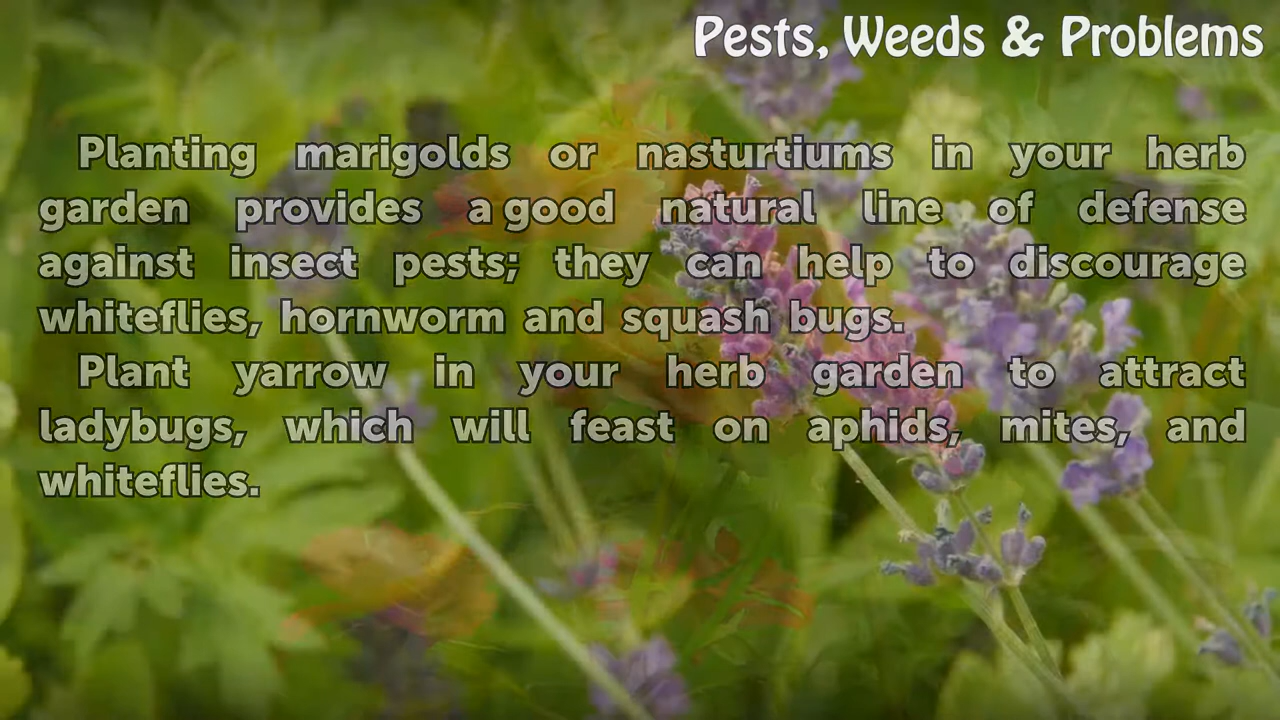 Pests, Weeds & Problems
Planting marigolds or nasturtiums in your herb
garden provides a good natural line of defense
against insect pests; they can help to discourage
whiteflies, hornworm and squash bugs.
Plant yarrow in your herb garden to attract
ladybugs, which will feast on aphids, mites, and
whiteflies.